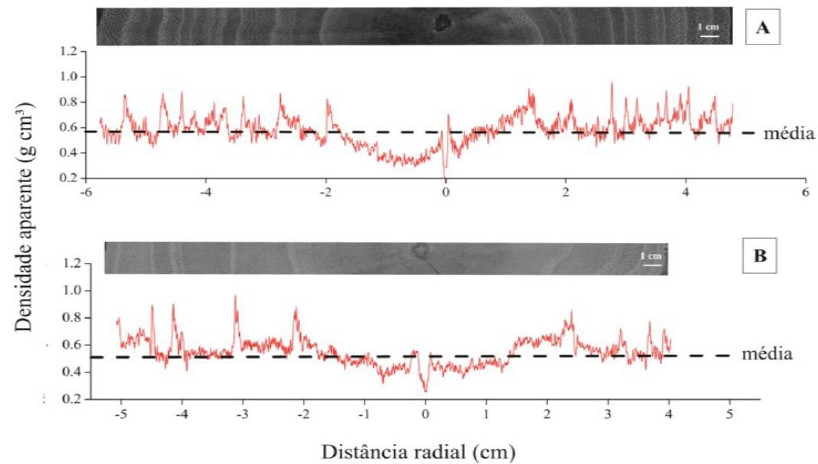 A
1 cm
1.2
1.0
0.8
0.6
0.4
0.2
média
-6 -4 -2 0 2 4 6
Densidade aparente (g cm³)
B
1 cm
1.2
1.0
0.8
0.6
0.4
0.2
média
-5 -4 -3 -2 -1 0 1 2 3 4 5
Distância radial (cm)